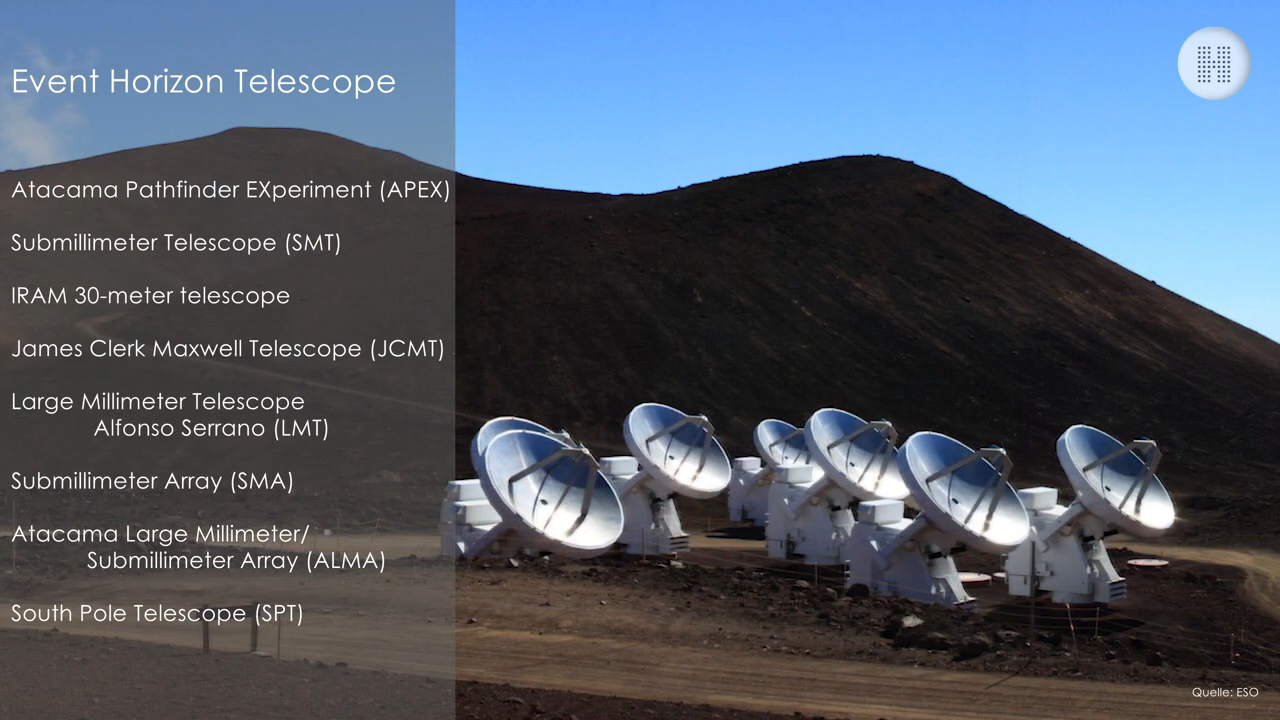 Event Horizon Telescope
Atacama Pathfinder EXperiment (APEX)
Submillimeter Telescope (SMT)
IRAM 30-meter telescope
James Clerk Maxwell Telescope (JCMT)
Large Millimeter Telescope
Alfonso Serrano (LMT)
Submillimeter Array (SMA)
Atacama Large Millimeter/
Submillimeter Array (ALMA)
South Pole Telescope (SPT)
H
Quelle: ESO